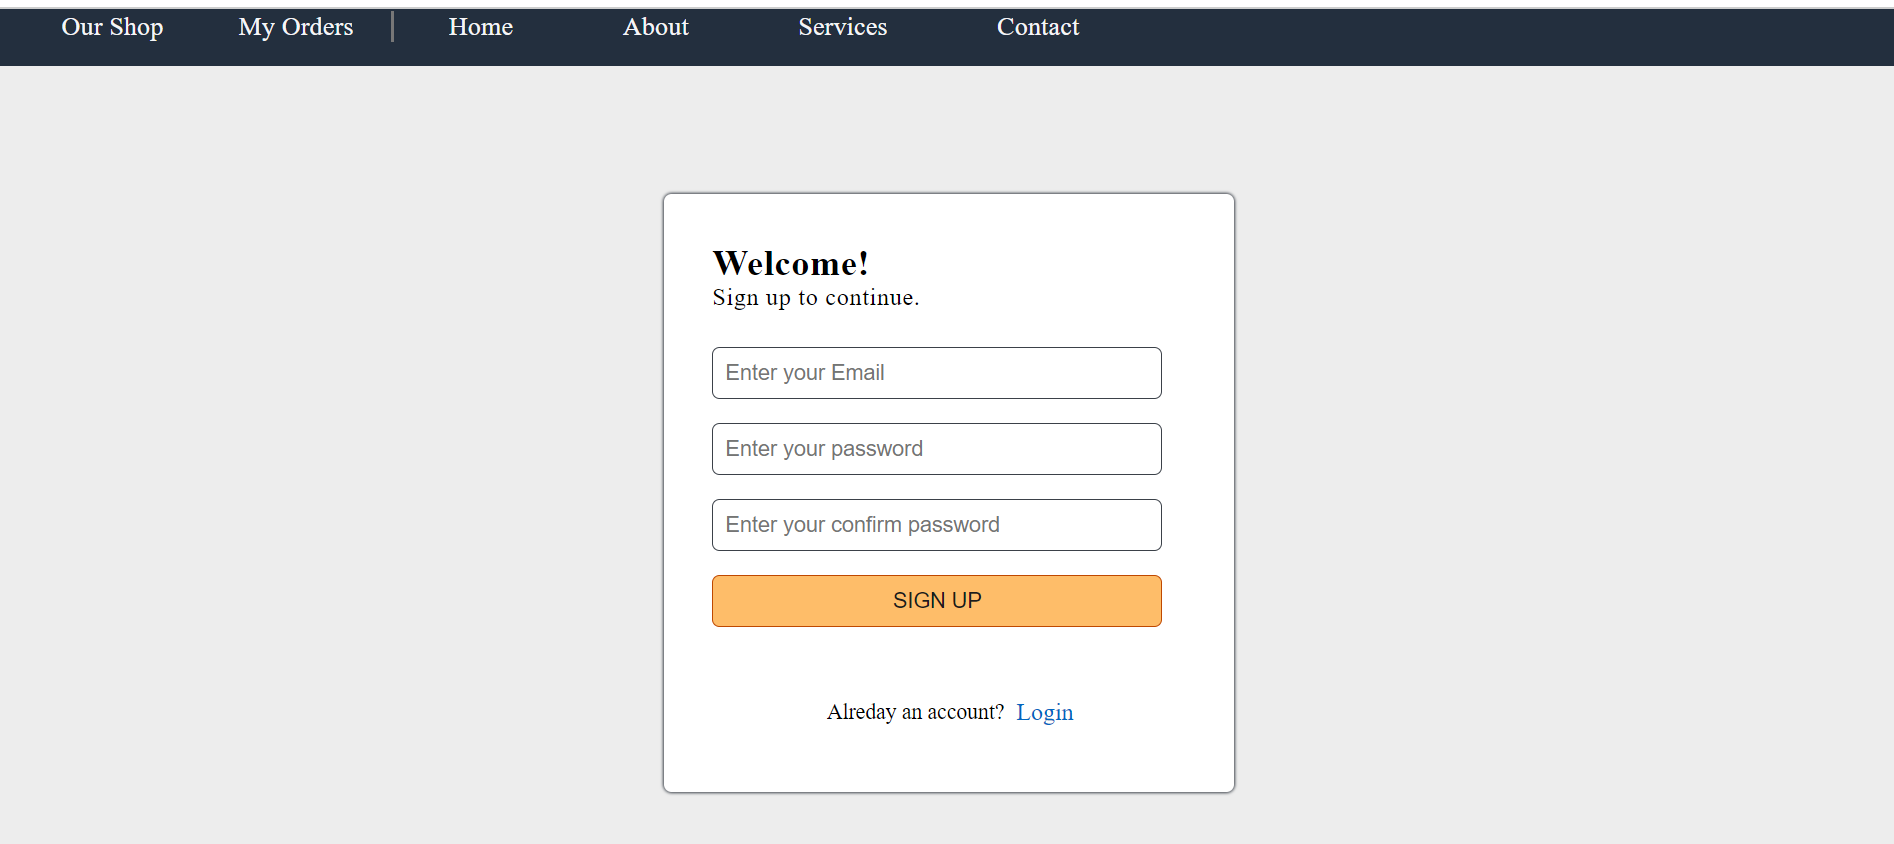 Our Shop My Orders Home About Services Contact
Welcome!
Sign up to continue.
Enter your Email
Enter your password
Enter your confirm password
SIGN UP
Alreday an account? Login